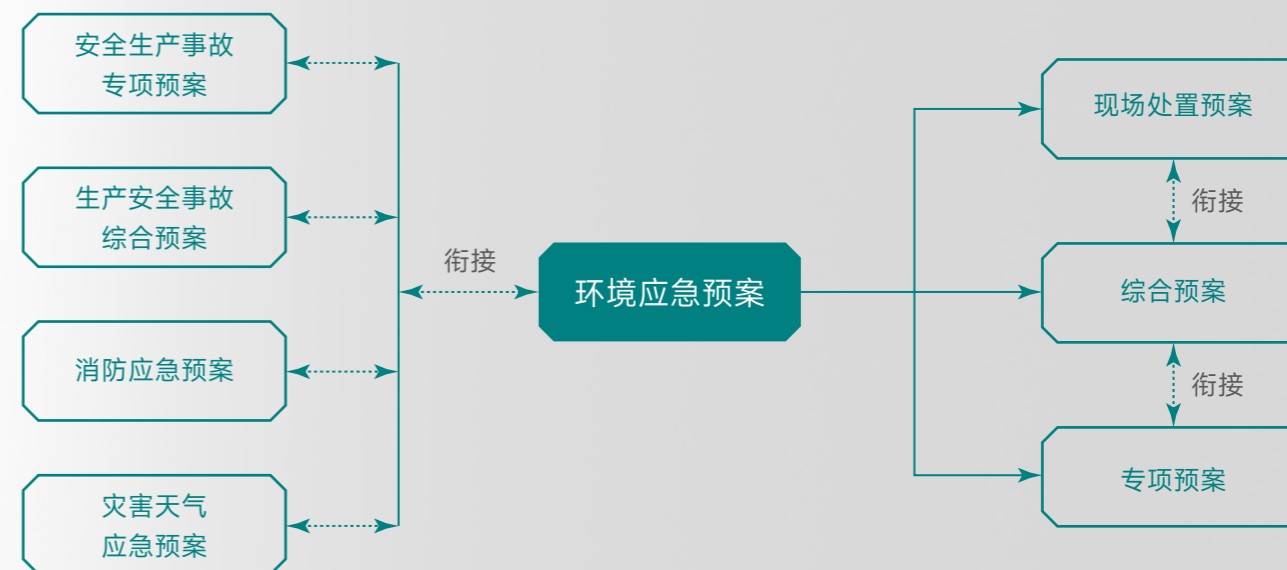 安全生产事故
专项预案
生产安全事故
综合预案
消防应急预案
灾害天气
应急预案
衔接
环境应急预案
现场处置预案
衔接
综合预案
衔接
专项预案